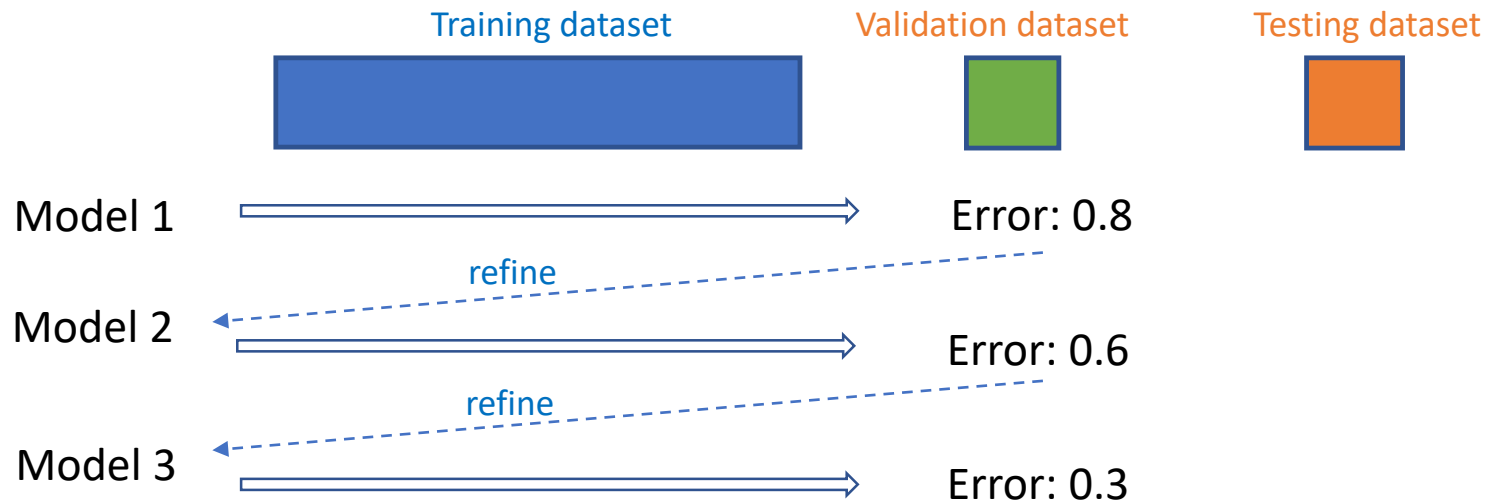 Training dataset
Validation dataset
Testing dataset
Model 1
Error: 0.8
refine
Model 2
Error: 0.6
refine
Model 3
Error: 0.3